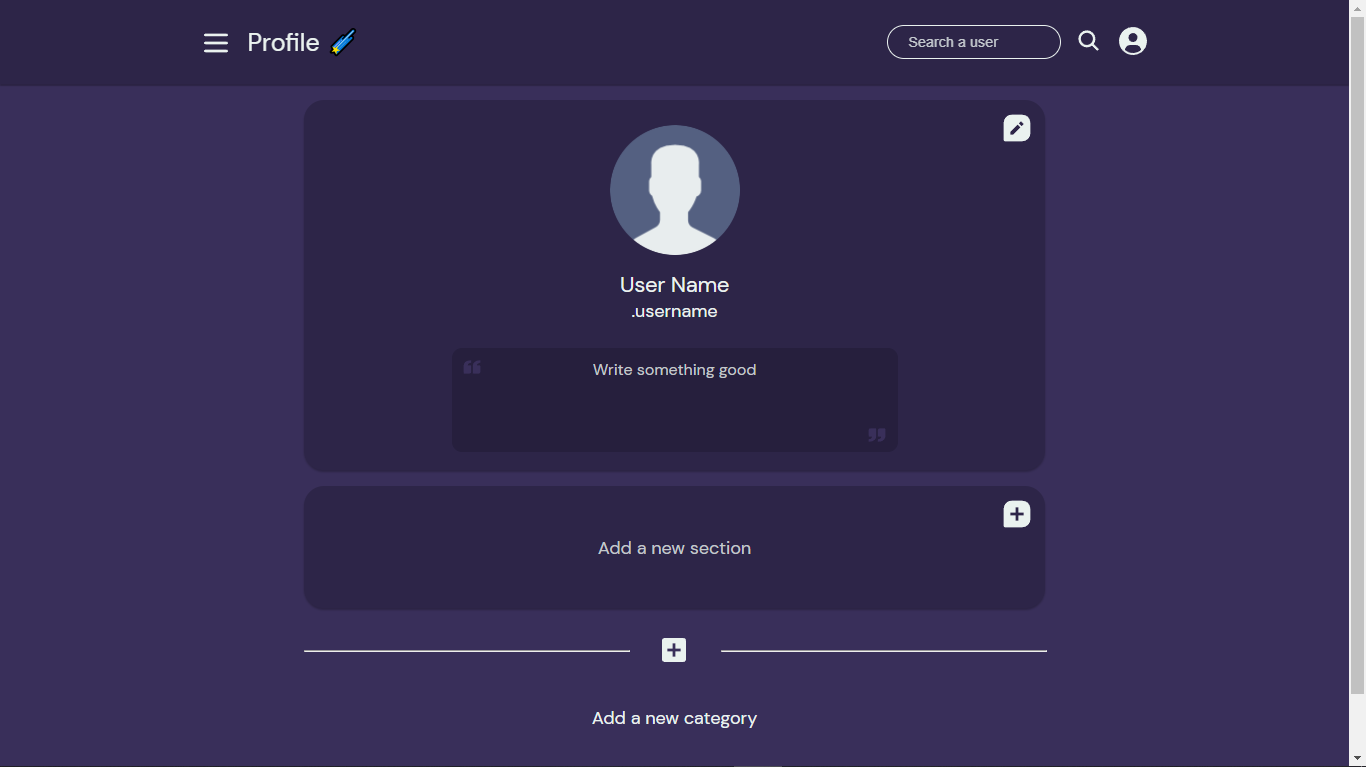 Profile
Search a user
User Name
.username
Write something good
Add a new section
Add a new category